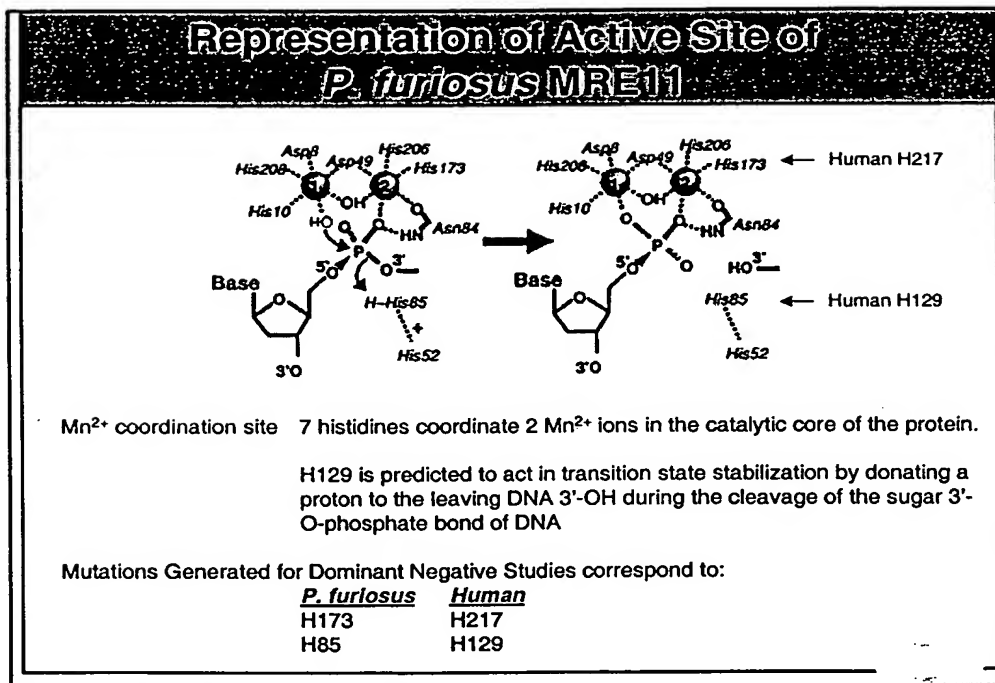 Representation of Active Site of
P. furiosus MRE11
Asp8 Asp49 His206
His208 His173
1 2
OH
His10
HO O O HN Asn84
P
5' O O 3'
Base
O
H-His85
+
His52
3'O
Asp8 Asp49 His206
His208 His173 ← Human H217
1 2
OH O
His10
O O HN Asn84
P
5' O O HO 3'
Base
O
His85 ← Human H129
His52
3'O
Mn²⁺ coordination site 7 histidines coordinate 2 Mn²⁺ ions in the catalytic core of the protein.
H129 is predicted to act in transition state stabilization by donating a
proton to the leaving DNA 3'-OH during the cleavage of the sugar 3'-
O-phosphate bond of DNA
Mutations Generated for Dominant Negative Studies correspond to:
P. furiosus Human
H173 H217
H85 H129